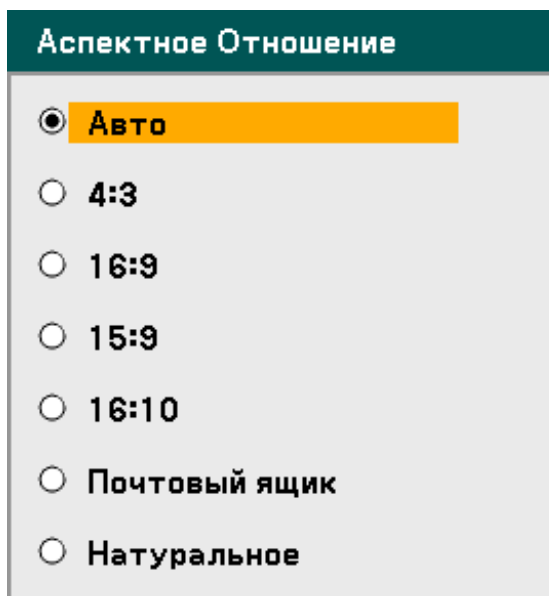 Аспектное Отношение
Авто
4:3
16:9
15:9
16:10
Почтовый ящик
Натуральное